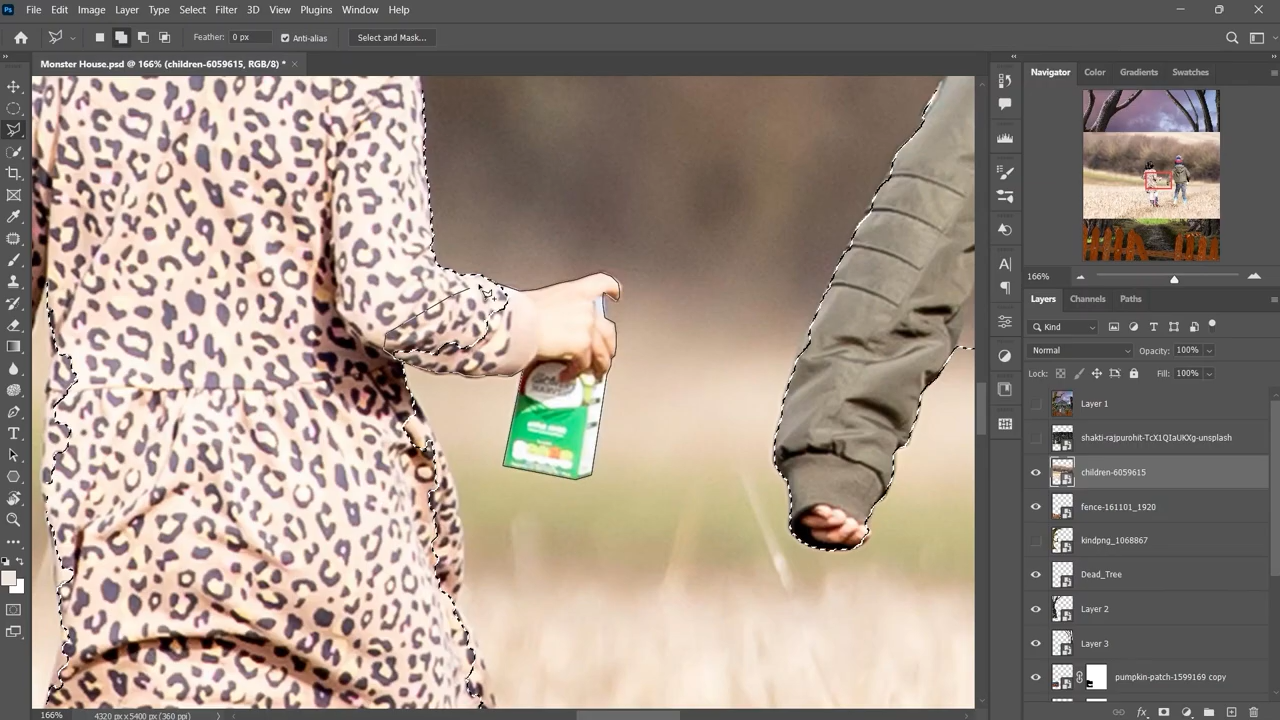 File Edit Image Layer Type Select Filter 3D View Plugins Window Help
Feather: 0 px Anti-alias Select and Mask...
Monster House.psd @ 166% (children-6059615, RGB/8) *
Navigator Color Gradients Swatches
166%
Layers Channels Paths
Kind
Normal Opacity: 100%
Lock: Fill: 100%
Layer 1
shakti-rajpurohit-TcX1QIaUKXg-unsplash
children-6059615
fence-161101_1920
kindpng_1068867
Dead_Tree
Layer 2
Layer 3
pumpkin-patch-1599169 copy
166% 4320 px x 5400 px (360 ppi)